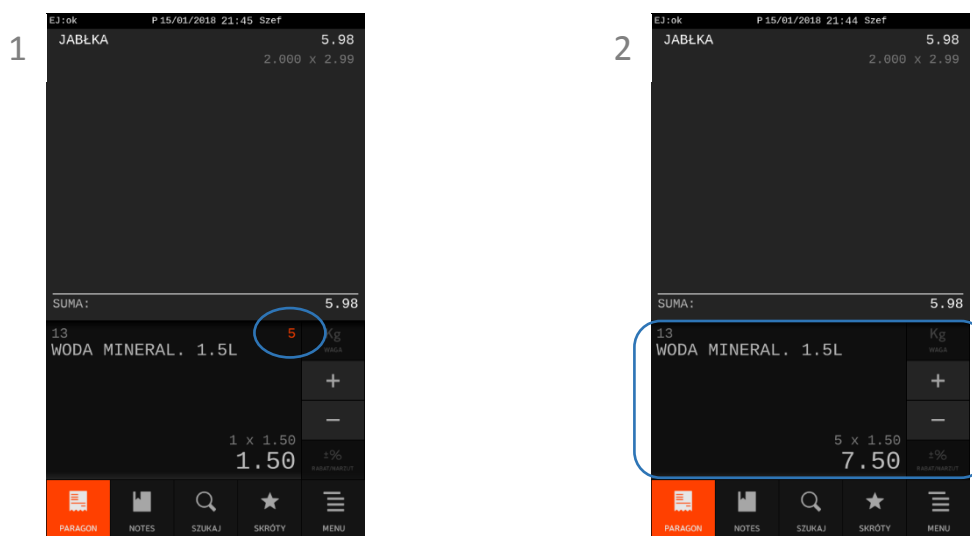 1
EJ:ok P 15/01/2018 21:45 Szef
JABŁKA 5.98
2.000 x 2.99
SUMA: 5.98
13 5
WODA MINERAL. 1.5L
Kg
WAGA
+
−
1 x 1.50
1.50
±%
RABAT/NARZUT
PARAGON NOTES SZUKAJ SKRÓTY MENU
2
EJ:ok P 15/01/2018 21:44 Szef
JABŁKA 5.98
2.000 x 2.99
SUMA: 5.98
13
WODA MINERAL. 1.5L
Kg
WAGA
+
−
5 x 1.50
7.50
±%
RABAT/NARZUT
PARAGON NOTES SZUKAJ SKRÓTY MENU